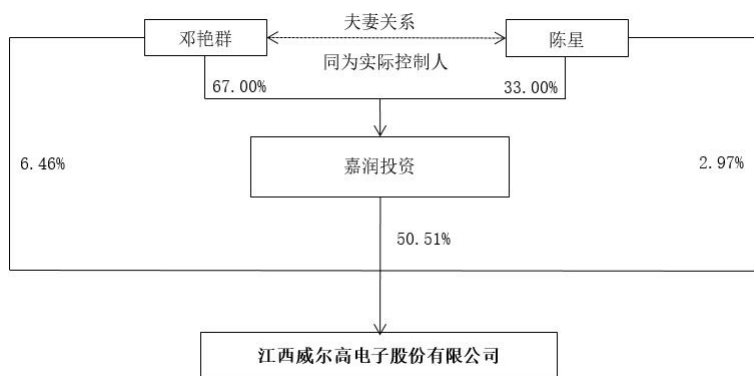 夫妻关系
邓艳群
陈星
同为实际控制人
67.00%
33.00%
6.46%
嘉润投资
2.97%
50.51%
江西威尔高电子股份有限公司